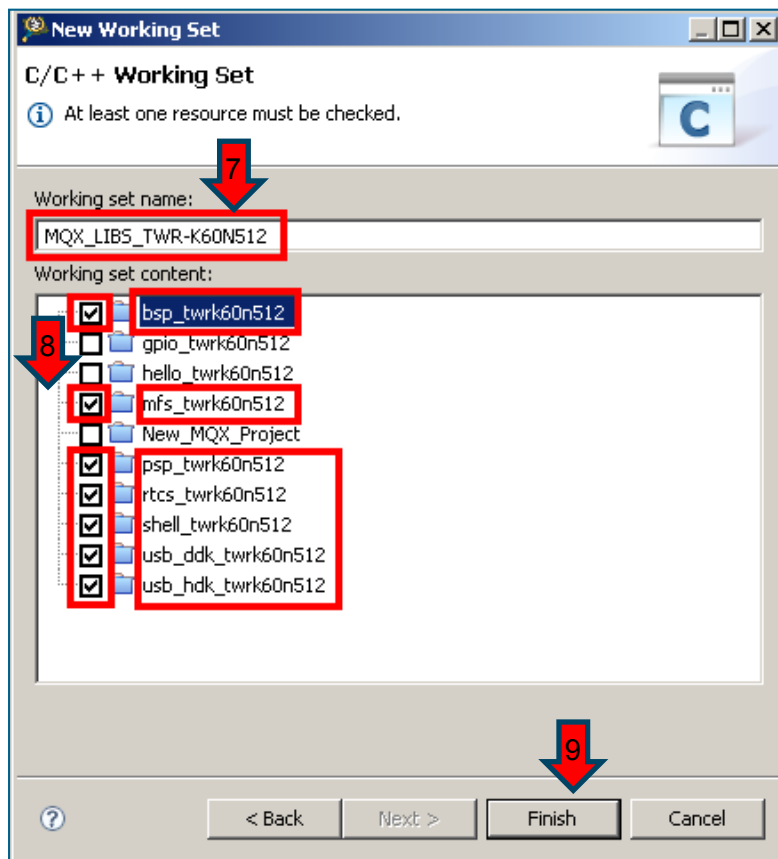 New Working Set
C/C++ Working Set
At least one resource must be checked.
C
7
Working set name:
MQX_LIBS_TWR-K60N512
Working set content:
bsp_twrk60n512
8
gpio_twrk60n512
hello_twrk60n512
mfs_twrk60n512
New_MQX_Project
psp_twrk60n512
rtcs_twrk60n512
shell_twrk60n512
usb_ddk_twrk60n512
usb_hdk_twrk60n512
9
? < Back Next > Finish Cancel